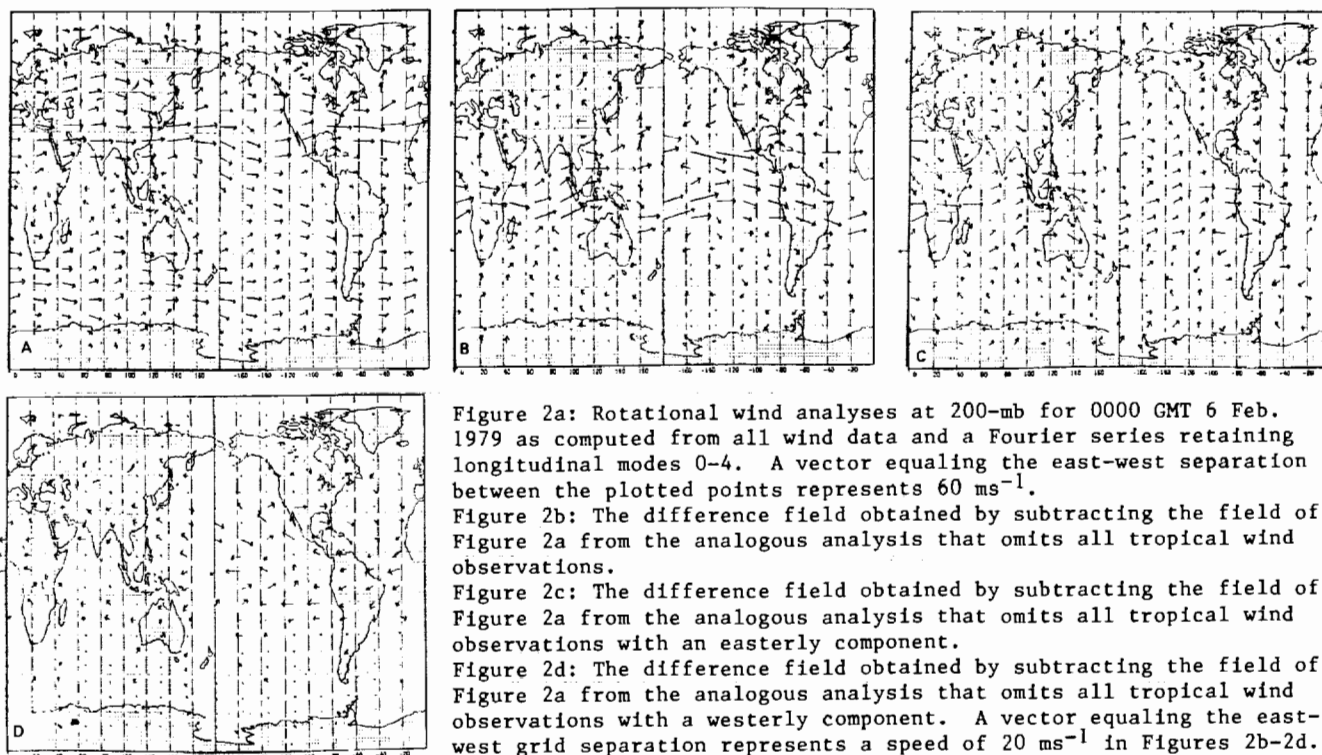 A
B
C
D
Figure 2a: Rotational wind analyses at 200-mb for 0000 GMT 6 Feb.
1979 as computed from all wind data and a Fourier series retaining
longitudinal modes 0-4. A vector equaling the east-west separation
between the plotted points represents 60 ms⁻¹.
Figure 2b: The difference field obtained by subtracting the field of
Figure 2a from the analogous analysis that omits all tropical wind
observations.
Figure 2c: The difference field obtained by subtracting the field of
Figure 2a from the analogous analysis that omits all tropical wind
observations with an easterly component.
Figure 2d: The difference field obtained by subtracting the field of
Figure 2a from the analogous analysis that omits all tropical wind
observations with a westerly component. A vector equaling the east-
west grid separation represents a speed of 20 ms⁻¹ in Figures 2b-2d.